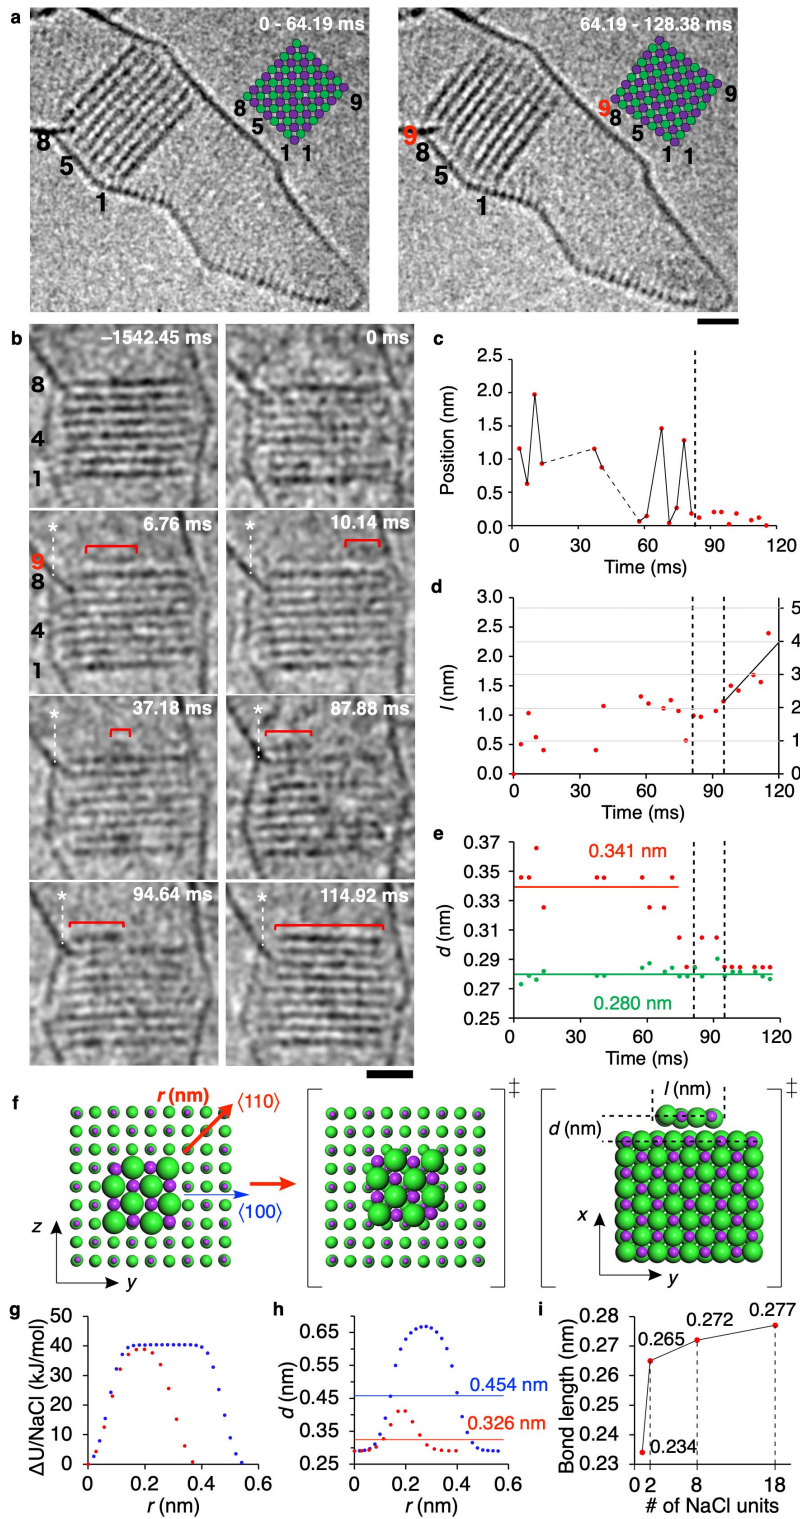 a
0 - 64.19 ms
8
5
1
8
5
1 1
9
64.19 - 128.38 ms
9
8
5
1
9
8
5
1 1
9
b
–1542.45 ms
8
4
1
0 ms
6.76 ms
*
9
8
4
1
10.14 ms
*
37.18 ms
*
87.88 ms
*
94.64 ms
*
114.92 ms
*
c
Position (nm)
2.5
2.0
1.5
1.0
0.5
0.0
0 30 60 90 120
Time (ms)
d
l (nm)
3.0
2.5
2.0
1.5
1.0
0.5
0.0
5
4
3
2
1
0 30 60 90 120
Time (ms)
e
d (nm)
0.37
0.35
0.33
0.31
0.29
0.27
0.25
0.341 nm
0.280 nm
0 30 60 90 120
Time (ms)
f
r (nm)
⟨110⟩
⟨100⟩
z
y
‡
l (nm)
d (nm)
x
y
‡
g
ΔU/NaCl (kJ/mol)
50
40
30
20
10
0
0 0.2 0.4 0.6
r (nm)
h
d (nm)
0.65
0.55
0.45
0.35
0.25
0.454 nm
0.326 nm
0 0.2 0.4 0.6
r (nm)
i
Bond length (nm)
0.28
0.27
0.26
0.25
0.24
0.23
0.277
0.272
0.265
0.234
0 2 8 18
# of NaCl units